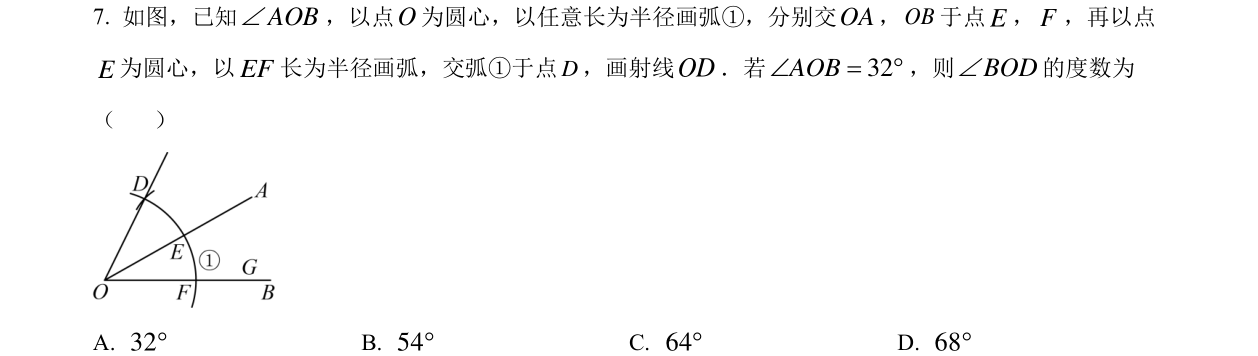 7. 如图，已知∠AOB，以点O为圆心，以任意长为半径画弧①，分别交OA，OB于点E，F，再以点
E为圆心，以EF长为半径画弧，交弧①于点D，画射线OD．若∠AOB=32°，则∠BOD的度数为
（　　）
D
A
E ① G
O F B
A. 32° B. 54° C. 64° D. 68°